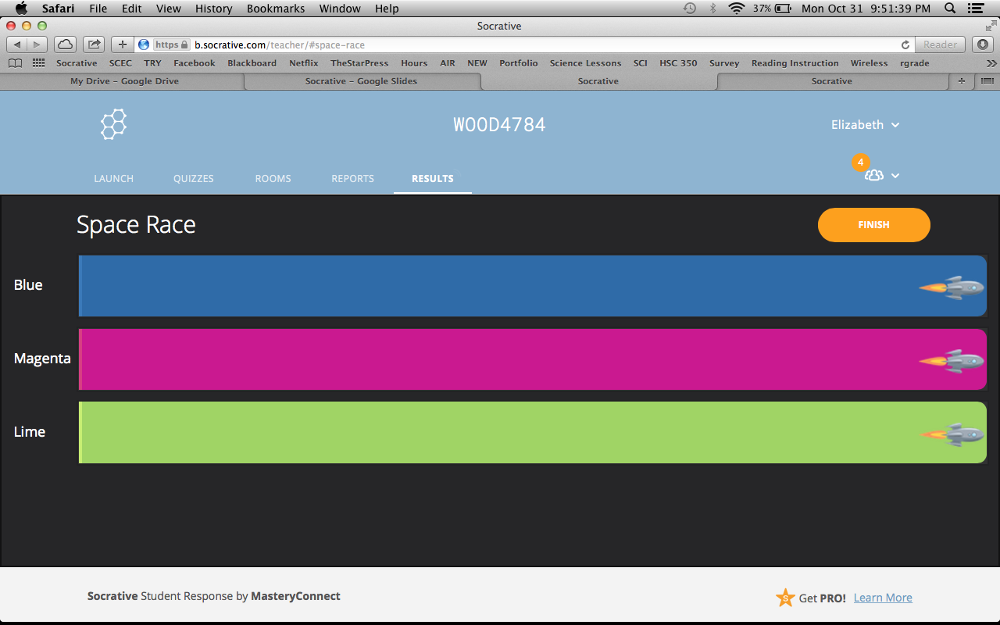 Safari File Edit View History Bookmarks Window Help 37% Mon Oct 31 9:51:39 PM
Socrative
https b.socrative.com/teacher/#space-race Reader
Socrative SCEC TRY Facebook Blackboard Netflix TheStarPress Hours AIR NEW Portfolio Science Lessons SCI HSC 350 Survey Reading Instruction Wireless rgrade
My Drive – Google Drive Socrative – Google Slides Socrative Socrative
WOOD4784 Elizabeth
4
LAUNCH QUIZZES ROOMS REPORTS RESULTS
Space Race FINISH
Blue
Magenta
Lime
Socrative Student Response by MasteryConnect S Get PRO! Learn More